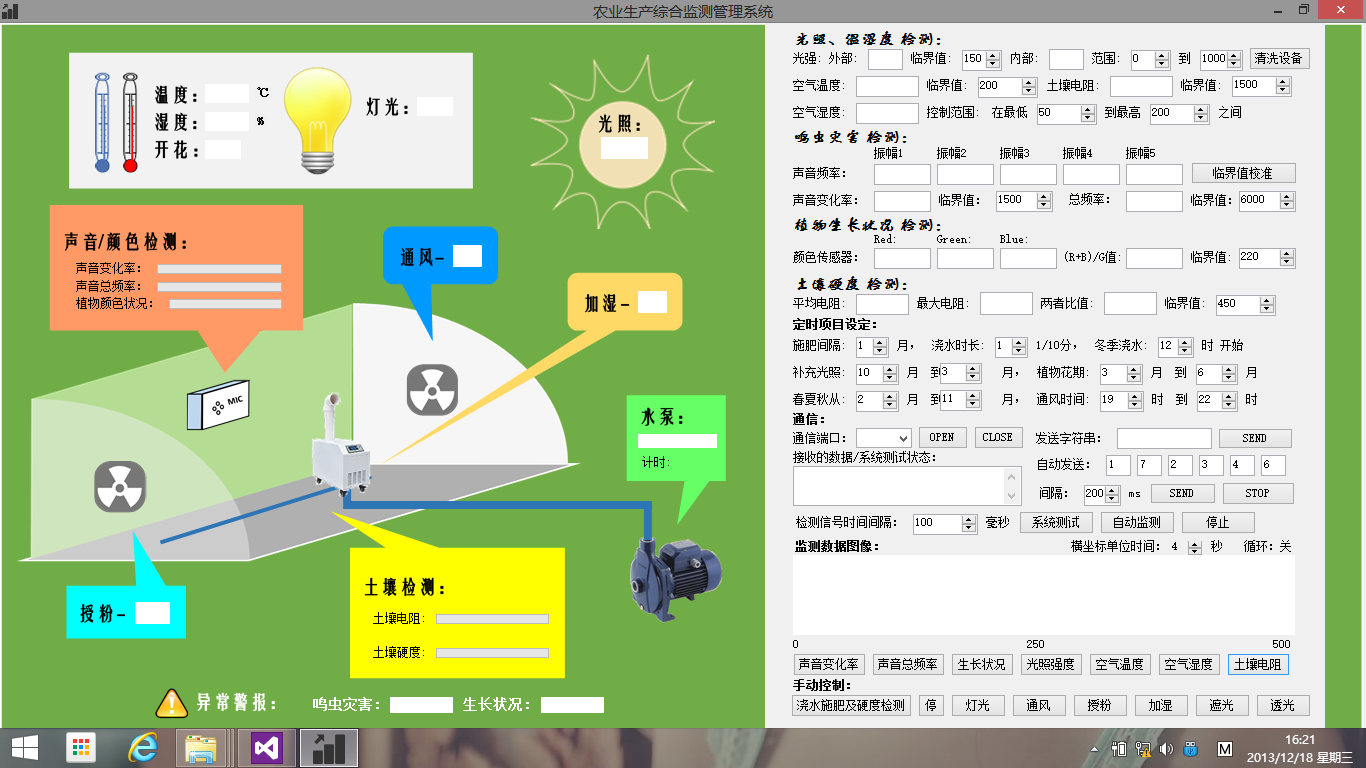 农业生产综合监测管理系统
温度： ℃
湿度： %
开花：
灯光：
光照：
声音/颜色检测：
声音变化率：
声音总频率：
植物颜色状况：
通风-
加湿-
MIC
水泵：
计时:
授粉-
土壤检测：
土壤电阻:
土壤硬度:
异常警报： 鸣虫灾害： 生长状况：
光照、温湿度 检测：
光强: 外部: 临界值: 150 内部: 范围: 0 到 1000 清洗设备
空气温度: 临界值: 200 土壤电阻: 临界值: 1500
空气湿度: 控制范围: 在最低 50 到最高 200 之间
鸣虫灾害 检测：
振幅1 振幅2 振幅3 振幅4 振幅5
声音频率: 临界值校准
声音变化率: 临界值: 1500 总频率: 临界值: 6000
植物生长状况 检测：
Red: Green: Blue:
颜色传感器: (R+B)/G值: 临界值: 220
土壤硬度 检测：
平均电阻: 最大电阻: 两者比值: 临界值: 450
定时项目设定：
施肥间隔: 1 月, 浇水时长: 1 1/10分, 冬季浇水: 12 时 开始
补充光照: 10 月 到 3 月, 植物花期: 3 月 到 6 月
春夏秋从: 2 月 到 11 月, 通风时间: 19 时 到 22 时
通信：
通信端口: OPEN CLOSE 发送字符串: SEND
接收的数据/系统测试状态:
自动发送: 1 7 2 3 4 6
间隔: 200 ms SEND STOP
检测信号时间间隔: 100 毫秒 系统测试 自动监测 停止
监测数据图像： 横坐标单位时间: 4 秒 循环: 关
0 250 500
声音变化率 声音总频率 生长状况 光照强度 空气温度 空气湿度 土壤电阻
手动控制：
浇水施肥及硬度检测 停 灯光 通风 授粉 加湿 遮光 透光
M
16:21
2013/12/18 星期三